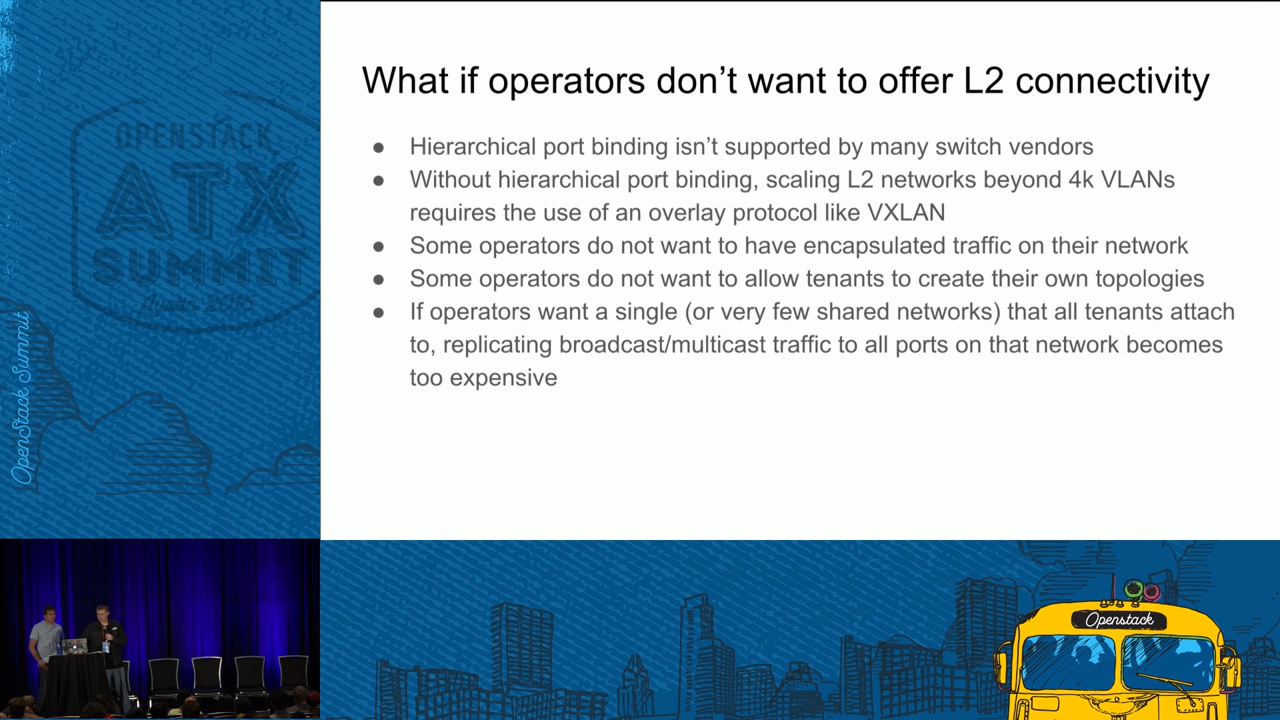 What if operators don't want to offer L2 connectivity
● Hierarchical port binding isn't supported by many switch vendors
● Without hierarchical port binding, scaling L2 networks beyond 4k VLANs
requires the use of an overlay protocol like VXLAN
● Some operators do not want to have encapsulated traffic on their network
● Some operators do not want to allow tenants to create their own topologies
● If operators want a single (or very few shared networks) that all tenants attach
to, replicating broadcast/multicast traffic to all ports on that network becomes
too expensive
OPENSTACK
ATX
SUMMIT
Austin 2016
OpenStack Summit
Openstack